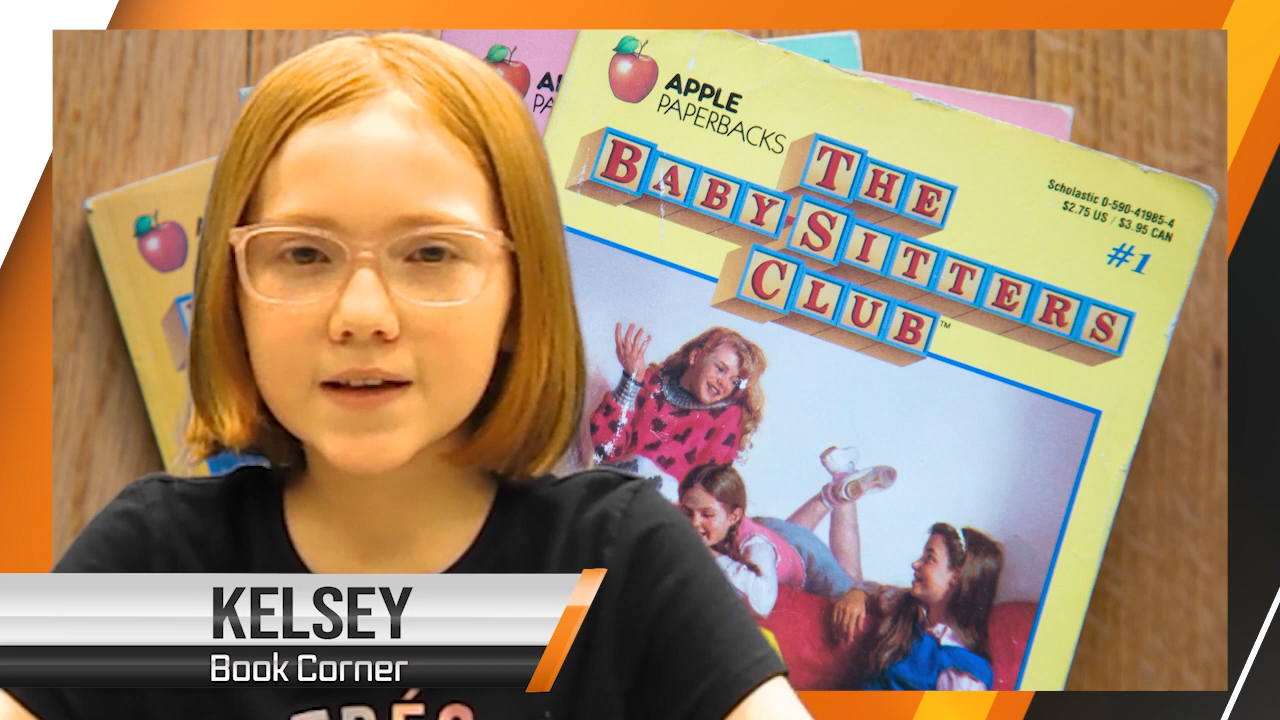 APPLE
PAPERBACKS
THE
BABY
SITTERS
CLUB™
Scholastic 0-590-41985-4
$2.75 US / $3.95 CAN
#1
KELSEY
Book Corner